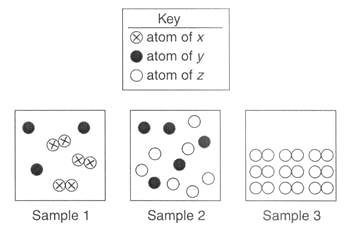 Key
atom of x
atom of y
atom of z
Sample 1
Sample 2
Sample 3